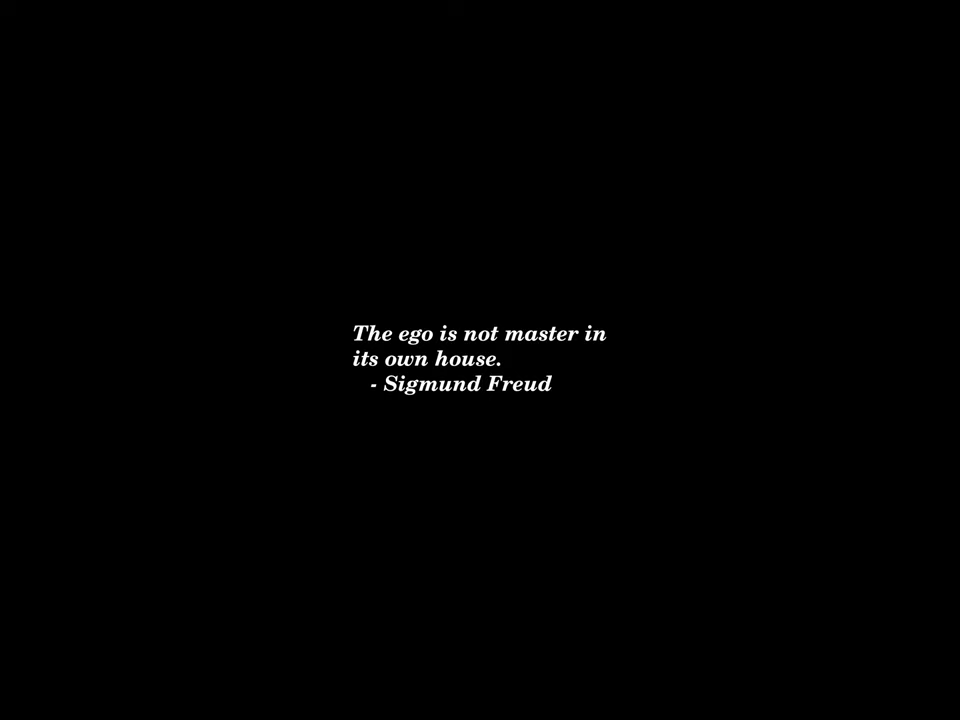 The ego is not master in
its own house.
- Sigmund Freud